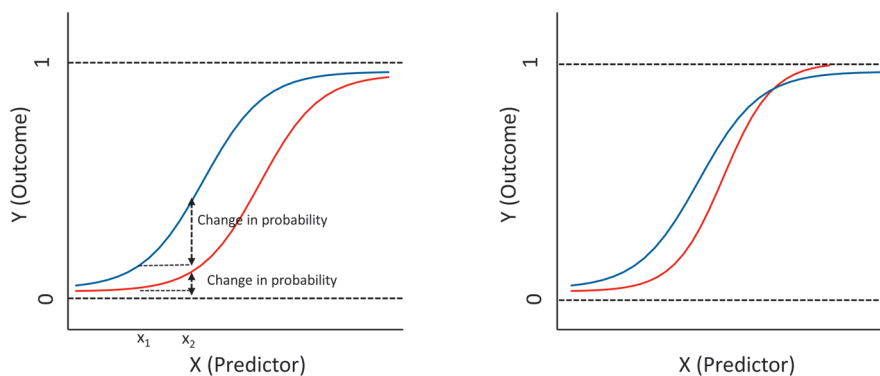 1
Y (Outcome)
Change in probability
Change in probability
0
x₁
x₂
X (Predictor)
1
Y (Outcome)
0
X (Predictor)